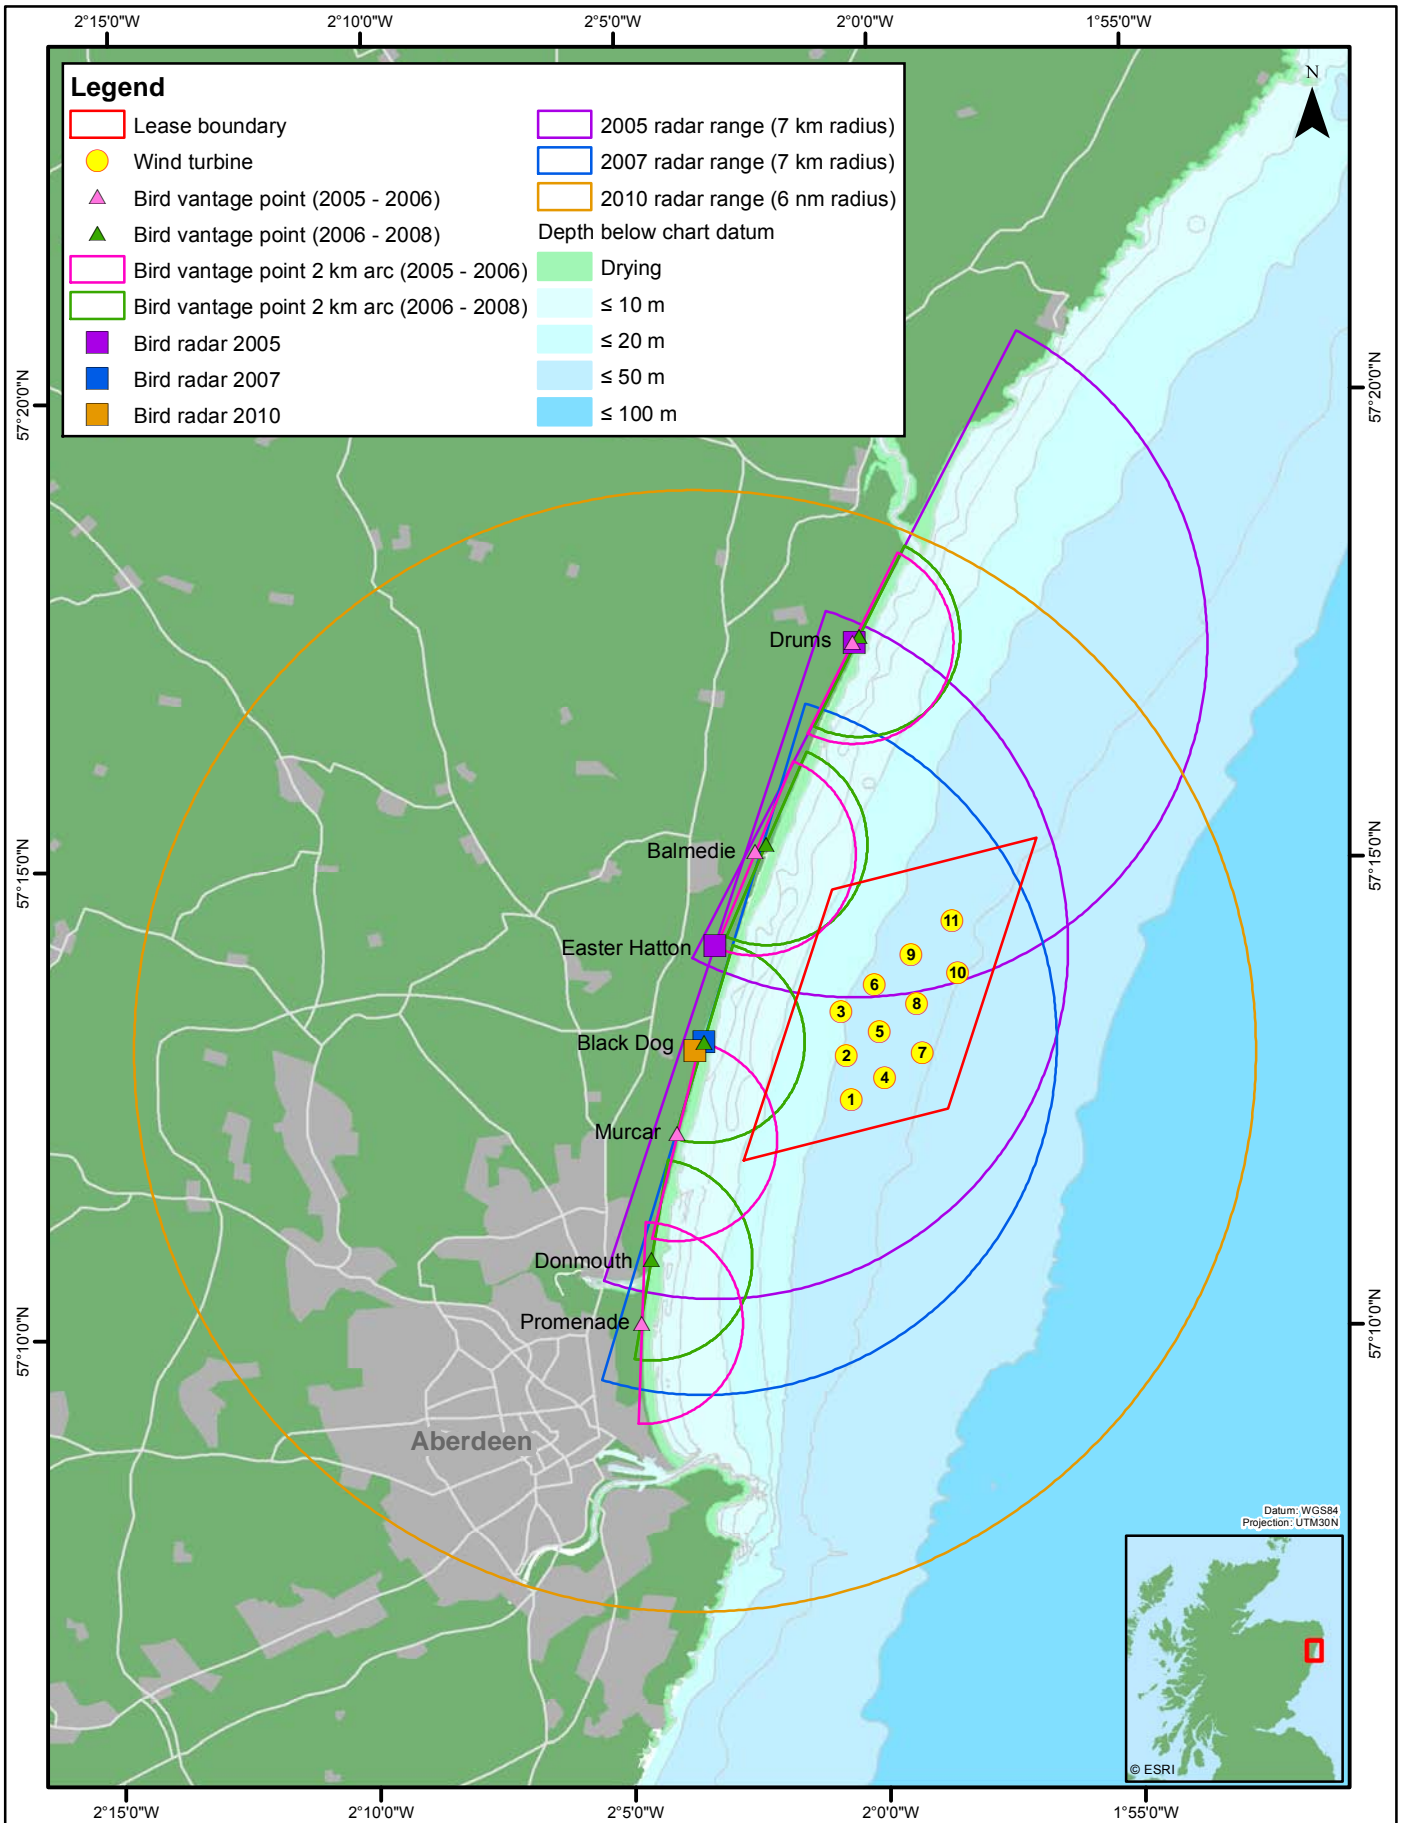 2°15'0"W
2°10'0"W
2°5'0"W
2°0'0"W
1°55'0"W
N
Legend
Lease boundary
Wind turbine
Bird vantage point (2005 - 2006)
Bird vantage point (2006 - 2008)
Bird vantage point 2 km arc (2005 - 2006)
Bird vantage point 2 km arc (2006 - 2008)
Bird radar 2005
Bird radar 2007
Bird radar 2010
2005 radar range (7 km radius)
2007 radar range (7 km radius)
2010 radar range (6 nm radius)
Depth below chart datum
Drying
≤ 10 m
≤ 20 m
≤ 50 m
≤ 100 m
57°20'0"N
57°20'0"N
Drums
Balmedie
57°15'0"N
57°15'0"N
11
Easter Hatton
9
10
6
8
3
5
Black Dog
2
7
4
1
Murcar
Donmouth
Promenade
57°10'0"N
57°10'0"N
Aberdeen
Datum: WGS84
Projection: UTM30N
© ESRI
2°15'0"W
2°10'0"W
2°5'0"W
2°0'0"W
1°55'0"W